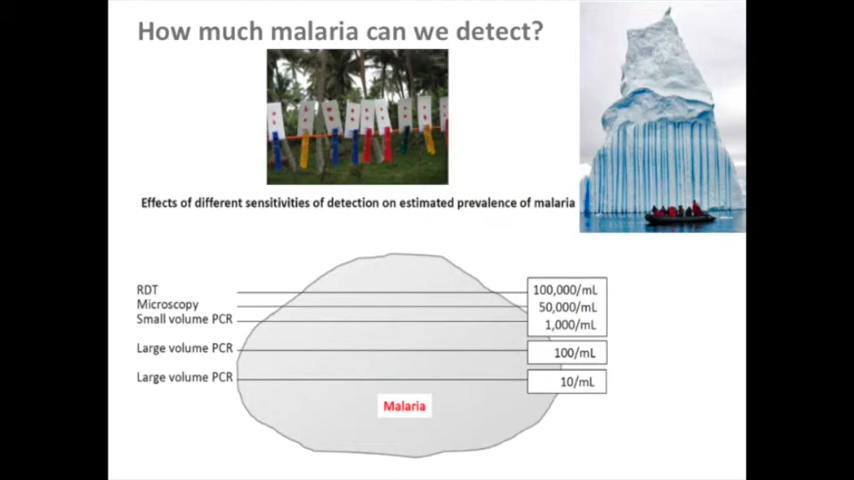 How much malaria can we detect?
Effects of different sensitivities of detection on estimated prevalence of malaria
RDT
100,000/mL
Microscopy
50,000/mL
Small volume PCR
1,000/mL
Large volume PCR
100/mL
Large volume PCR
10/mL
Malaria